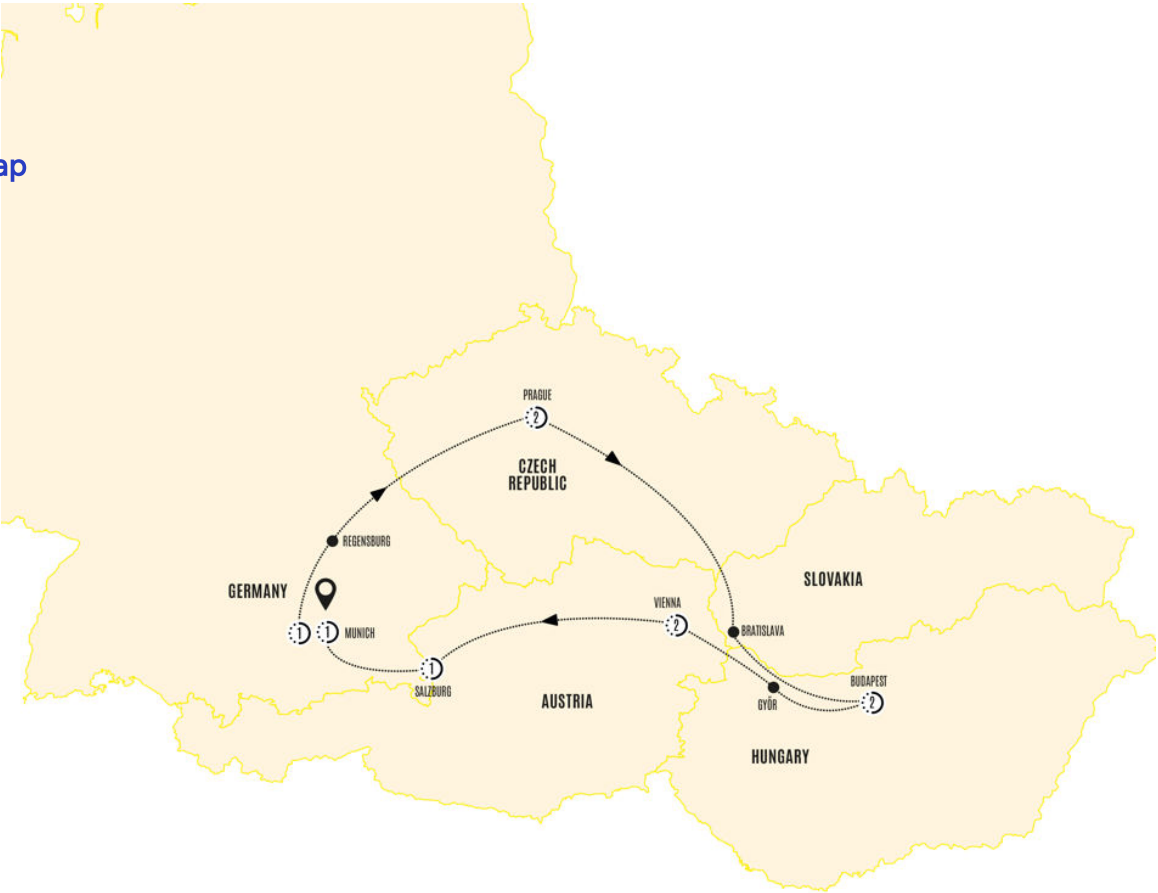 ap
PRAGUE
2
CZECH
REPUBLIC
REGENSBURG
GERMANY
SLOVAKIA
1
1
MUNICH
VIENNA
2
BRATISLAVA
1
SALZBURG
AUSTRIA
BUDAPEST
2
GYŐR
HUNGARY